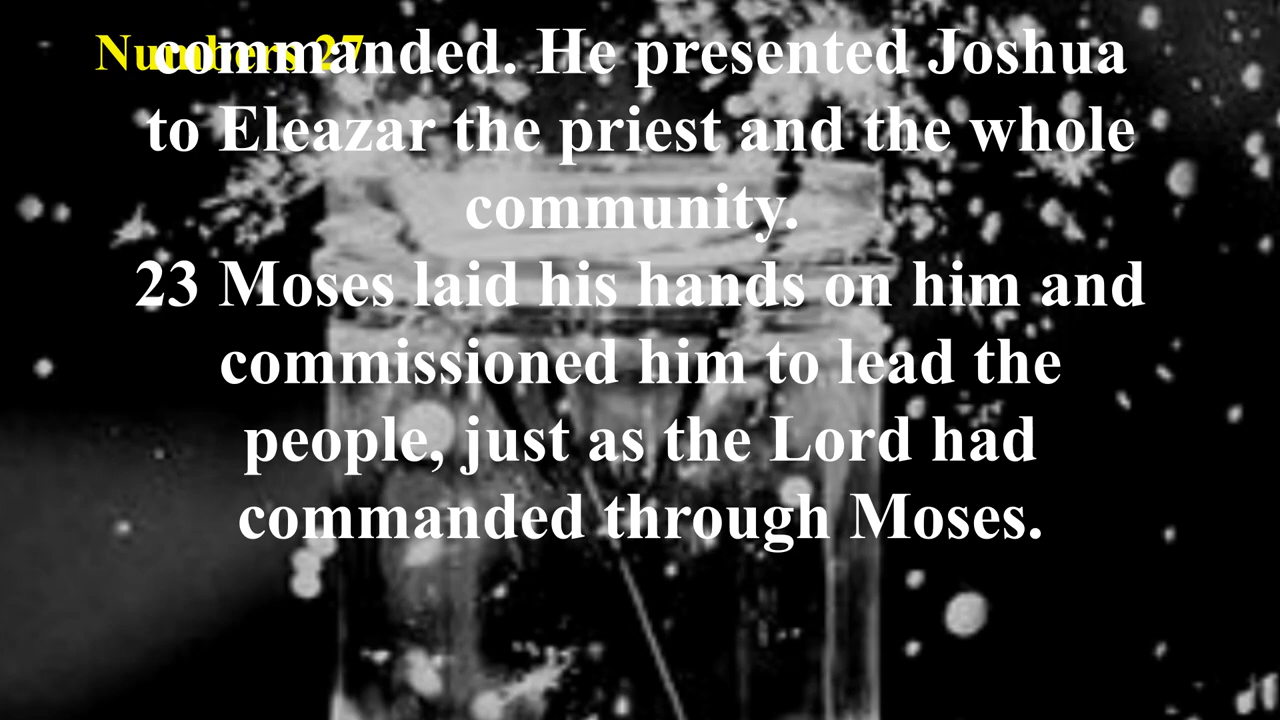 Numbers 27
commanded. He presented Joshua
to Eleazar the priest and the whole
community.
23 Moses laid his hands on him and
commissioned him to lead the
people, just as the Lord had
commanded through Moses.